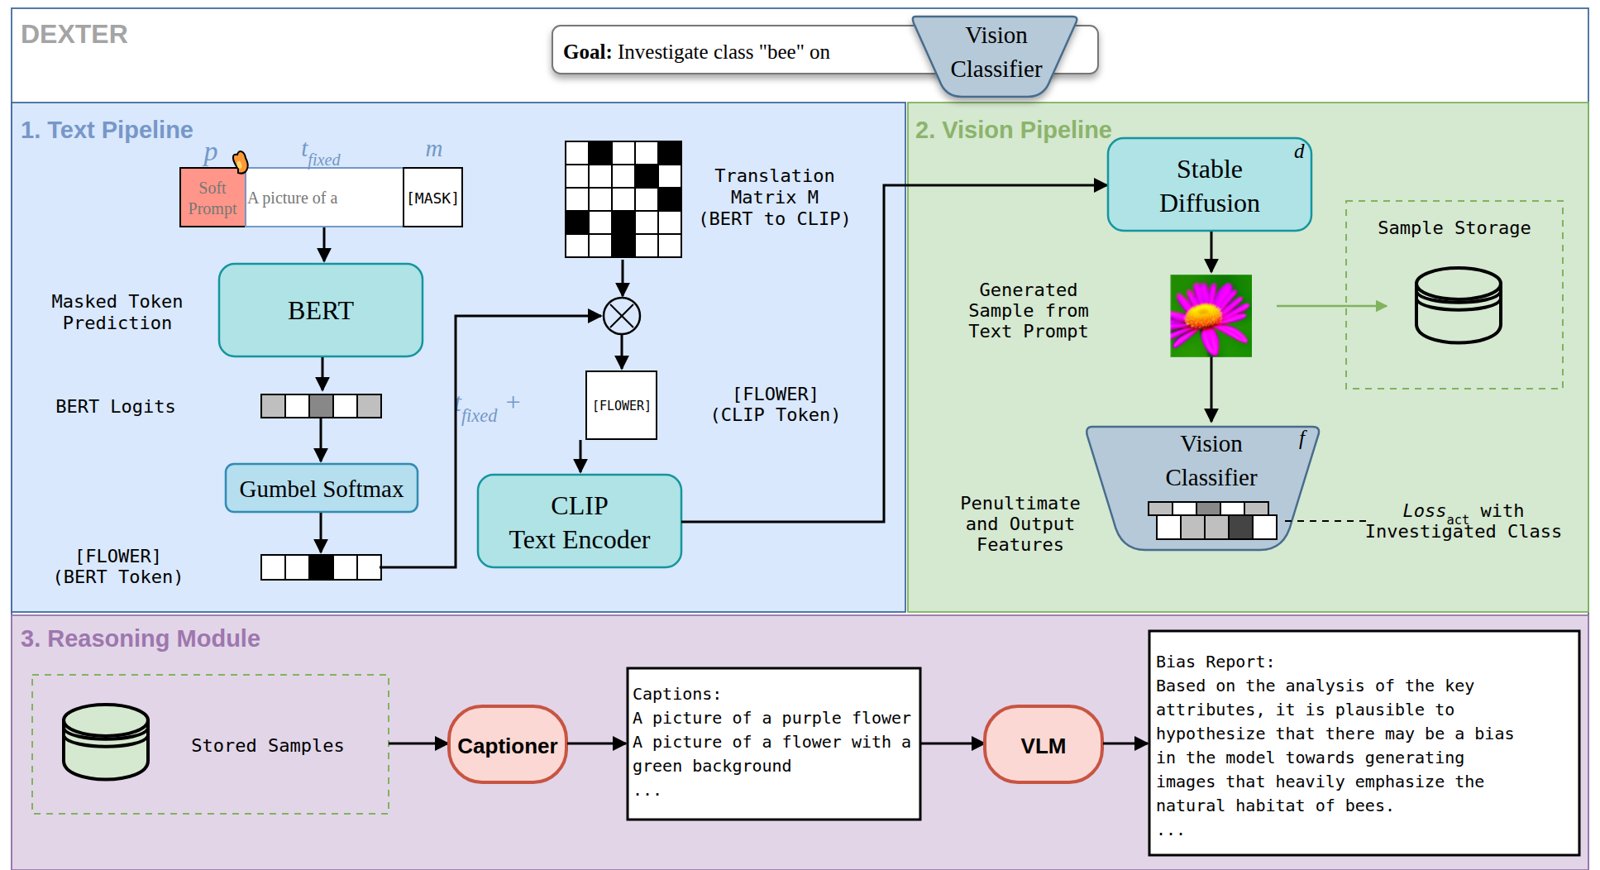 DEXTER
Goal: Investigate class "bee" on
Vision
Classifier
1. Text Pipeline
p
t_fixed
m
Soft
Prompt
A picture of a
[MASK]
BERT
Masked Token
Prediction
BERT Logits
Gumbel Softmax
[FLOWER]
(BERT Token)
Translation
Matrix M
(BERT to CLIP)
t_fixed +
[FLOWER]
[FLOWER]
(CLIP Token)
CLIP
Text Encoder
2. Vision Pipeline
Stable
Diffusion
d
Sample Storage
Generated
Sample from
Text Prompt
Vision
Classifier
f
Penultimate
and Output
Features
Loss_act with
Investigated Class
3. Reasoning Module
Stored Samples
Captioner
Captions:
A picture of a purple flower
A picture of a flower with a
green background
...
VLM
Bias Report:
Based on the analysis of the key
attributes, it is plausible to
hypothesize that there may be a bias
in the model towards generating
images that heavily emphasize the
natural habitat of bees.
...